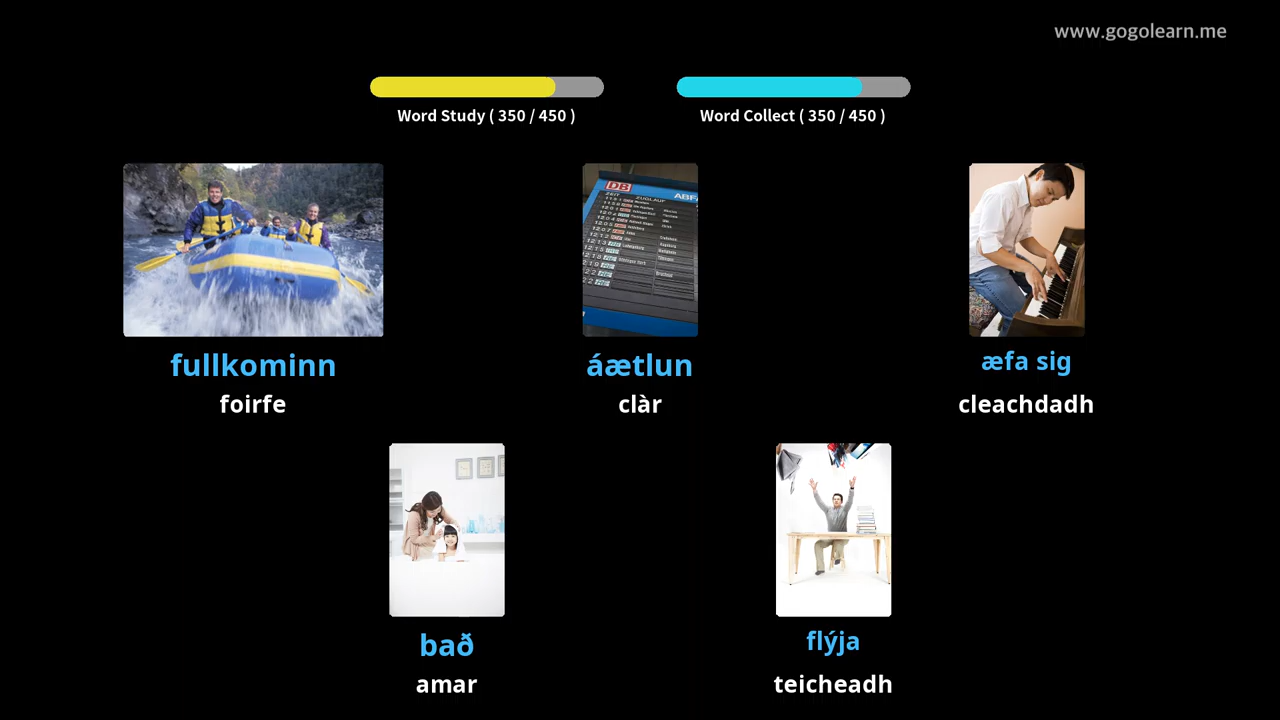 www.gogolearn.me
Word Study ( 350 / 450 )
Word Collect ( 350 / 450 )
DB
fullkominn
áætlun
æfa sig
foirfe
clàr
cleachdadh
bað
flýja
amar
teicheadh